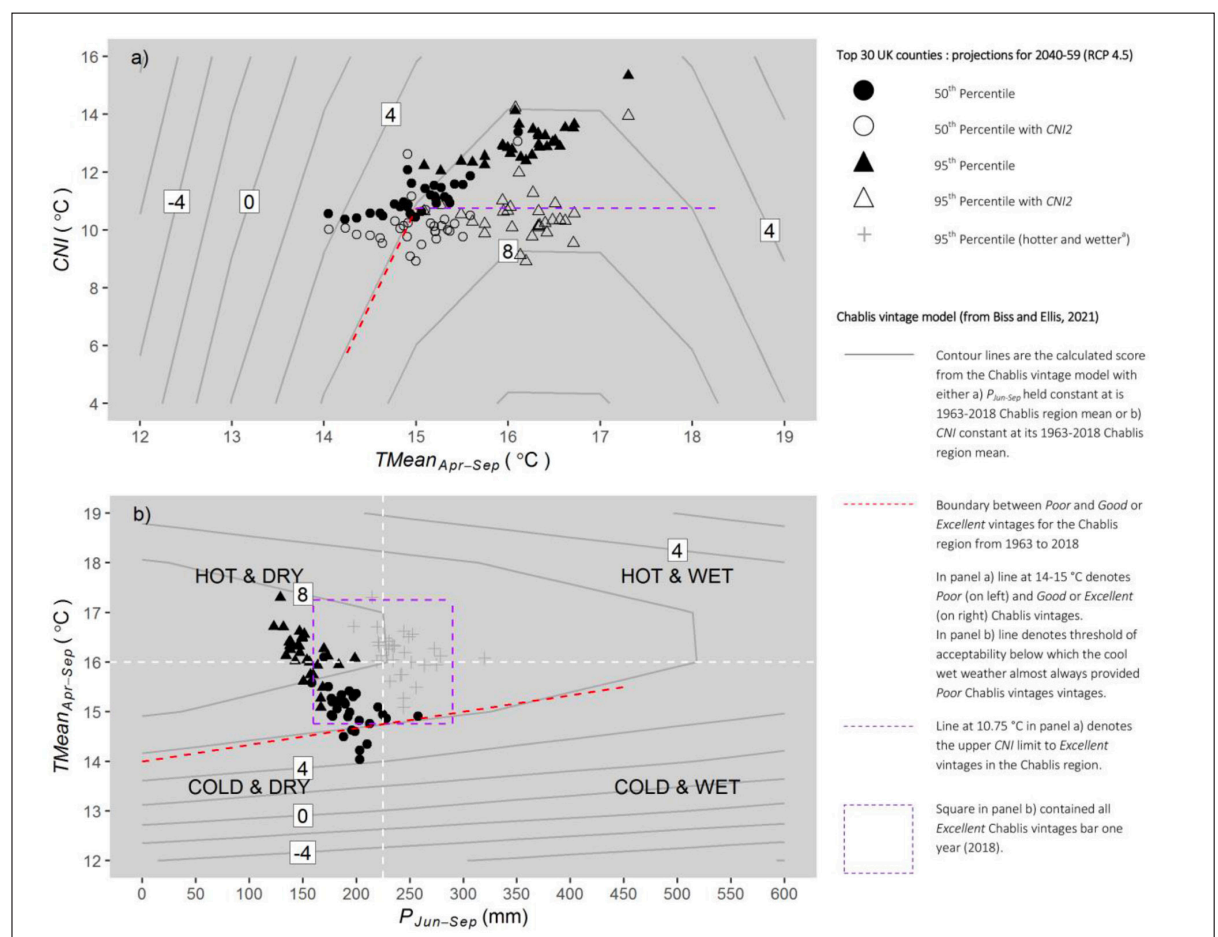 a)
16
14
12
10
8
6
4
CNI ( °C)
4
-4
0
8
4
12
13
14
15
16
17
18
19
TMean Apr–Sep ( °C)
b)
19
18
17
16
15
14
13
12
TMean Apr–Sep ( °C)
4
HOT & DRY
HOT & WET
8
4
COLD & DRY
COLD & WET
0
-4
0
50
100
150
200
250
300
350
400
450
500
550
600
P Jun–Sep (mm)
Top 30 UK counties : projections for 2040-59 (RCP 4.5)
50th Percentile
50th Percentile with CNI2
95th Percentile
95th Percentile with CNI2
95th Percentile (hotter and wetterª)
Chablis vintage model (from Biss and Ellis, 2021)
Contour lines are the calculated score
from the Chablis vintage model with
either a) PJun-Sep held constant at is
1963-2018 Chablis region mean or b)
CNI constant at its 1963-2018 Chablis
region mean.
Boundary between Poor and Good or
Excellent vintages for the Chablis
region from 1963 to 2018
In panel a) line at 14-15 °C denotes
Poor (on left) and Good or Excellent
(on right) Chablis vintages.
In panel b) line denotes threshold of
acceptability below which the cool
wet weather almost always provided
Poor Chablis vintages vintages.
Line at 10.75 °C in panel a) denotes
the upper CNI limit to Excellent
vintages in the Chablis region.
Square in panel b) contained all
Excellent Chablis vintages bar one
year (2018).